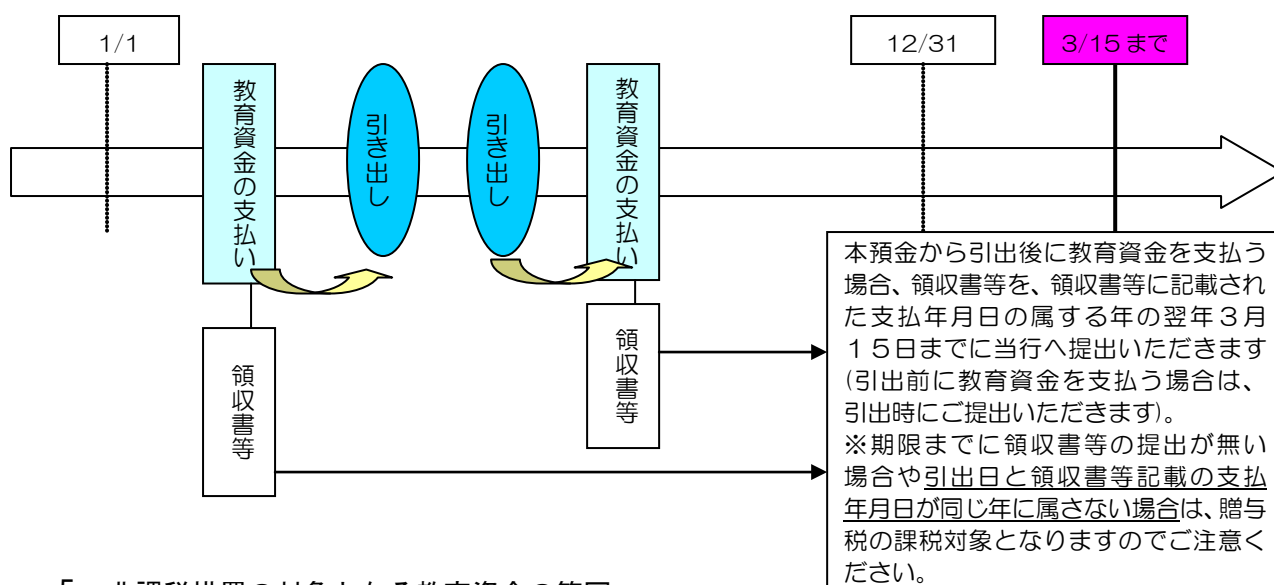 1/1
12/31
3/15まで
教育資金の支払い
引き出し
引き出し
教育資金の支払い
領収書等
領収書等
本預金から引出後に教育資金を支払う
場合、領収書等を、領収書等に記載され
た支払年月日の属する年の翌年3月
15日までに当行へ提出いただきます
(引出前に教育資金を支払う場合は、
引出時にご提出いただきます)。
※期限までに領収書等の提出が無い
場合や引出日と領収書等記載の支払
年月日が同じ年に属さない場合は、贈与
税の課税対象となりますのでご注意く
ださい。